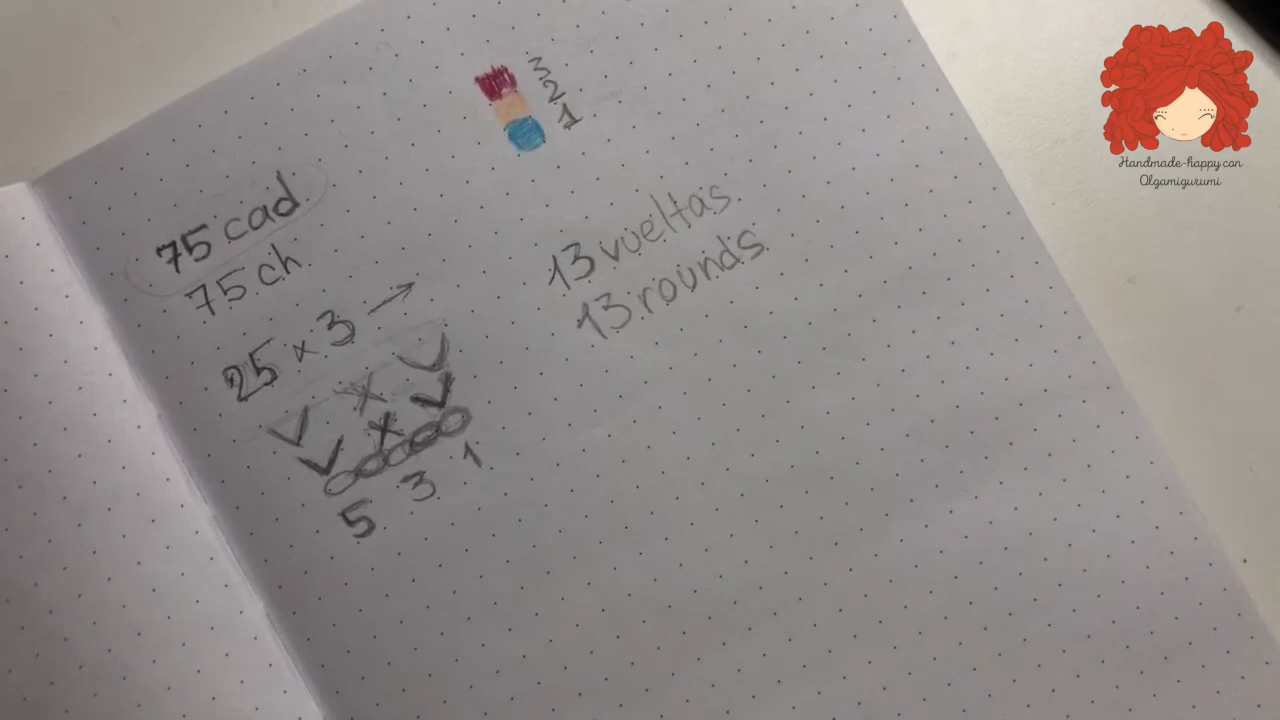 3
2
1
75 cad
75 ch
25 x 3 →
13 vueltas
13 rounds
V X V
V X V
5 3 1
Handmade-happy con
Olgamigurumi